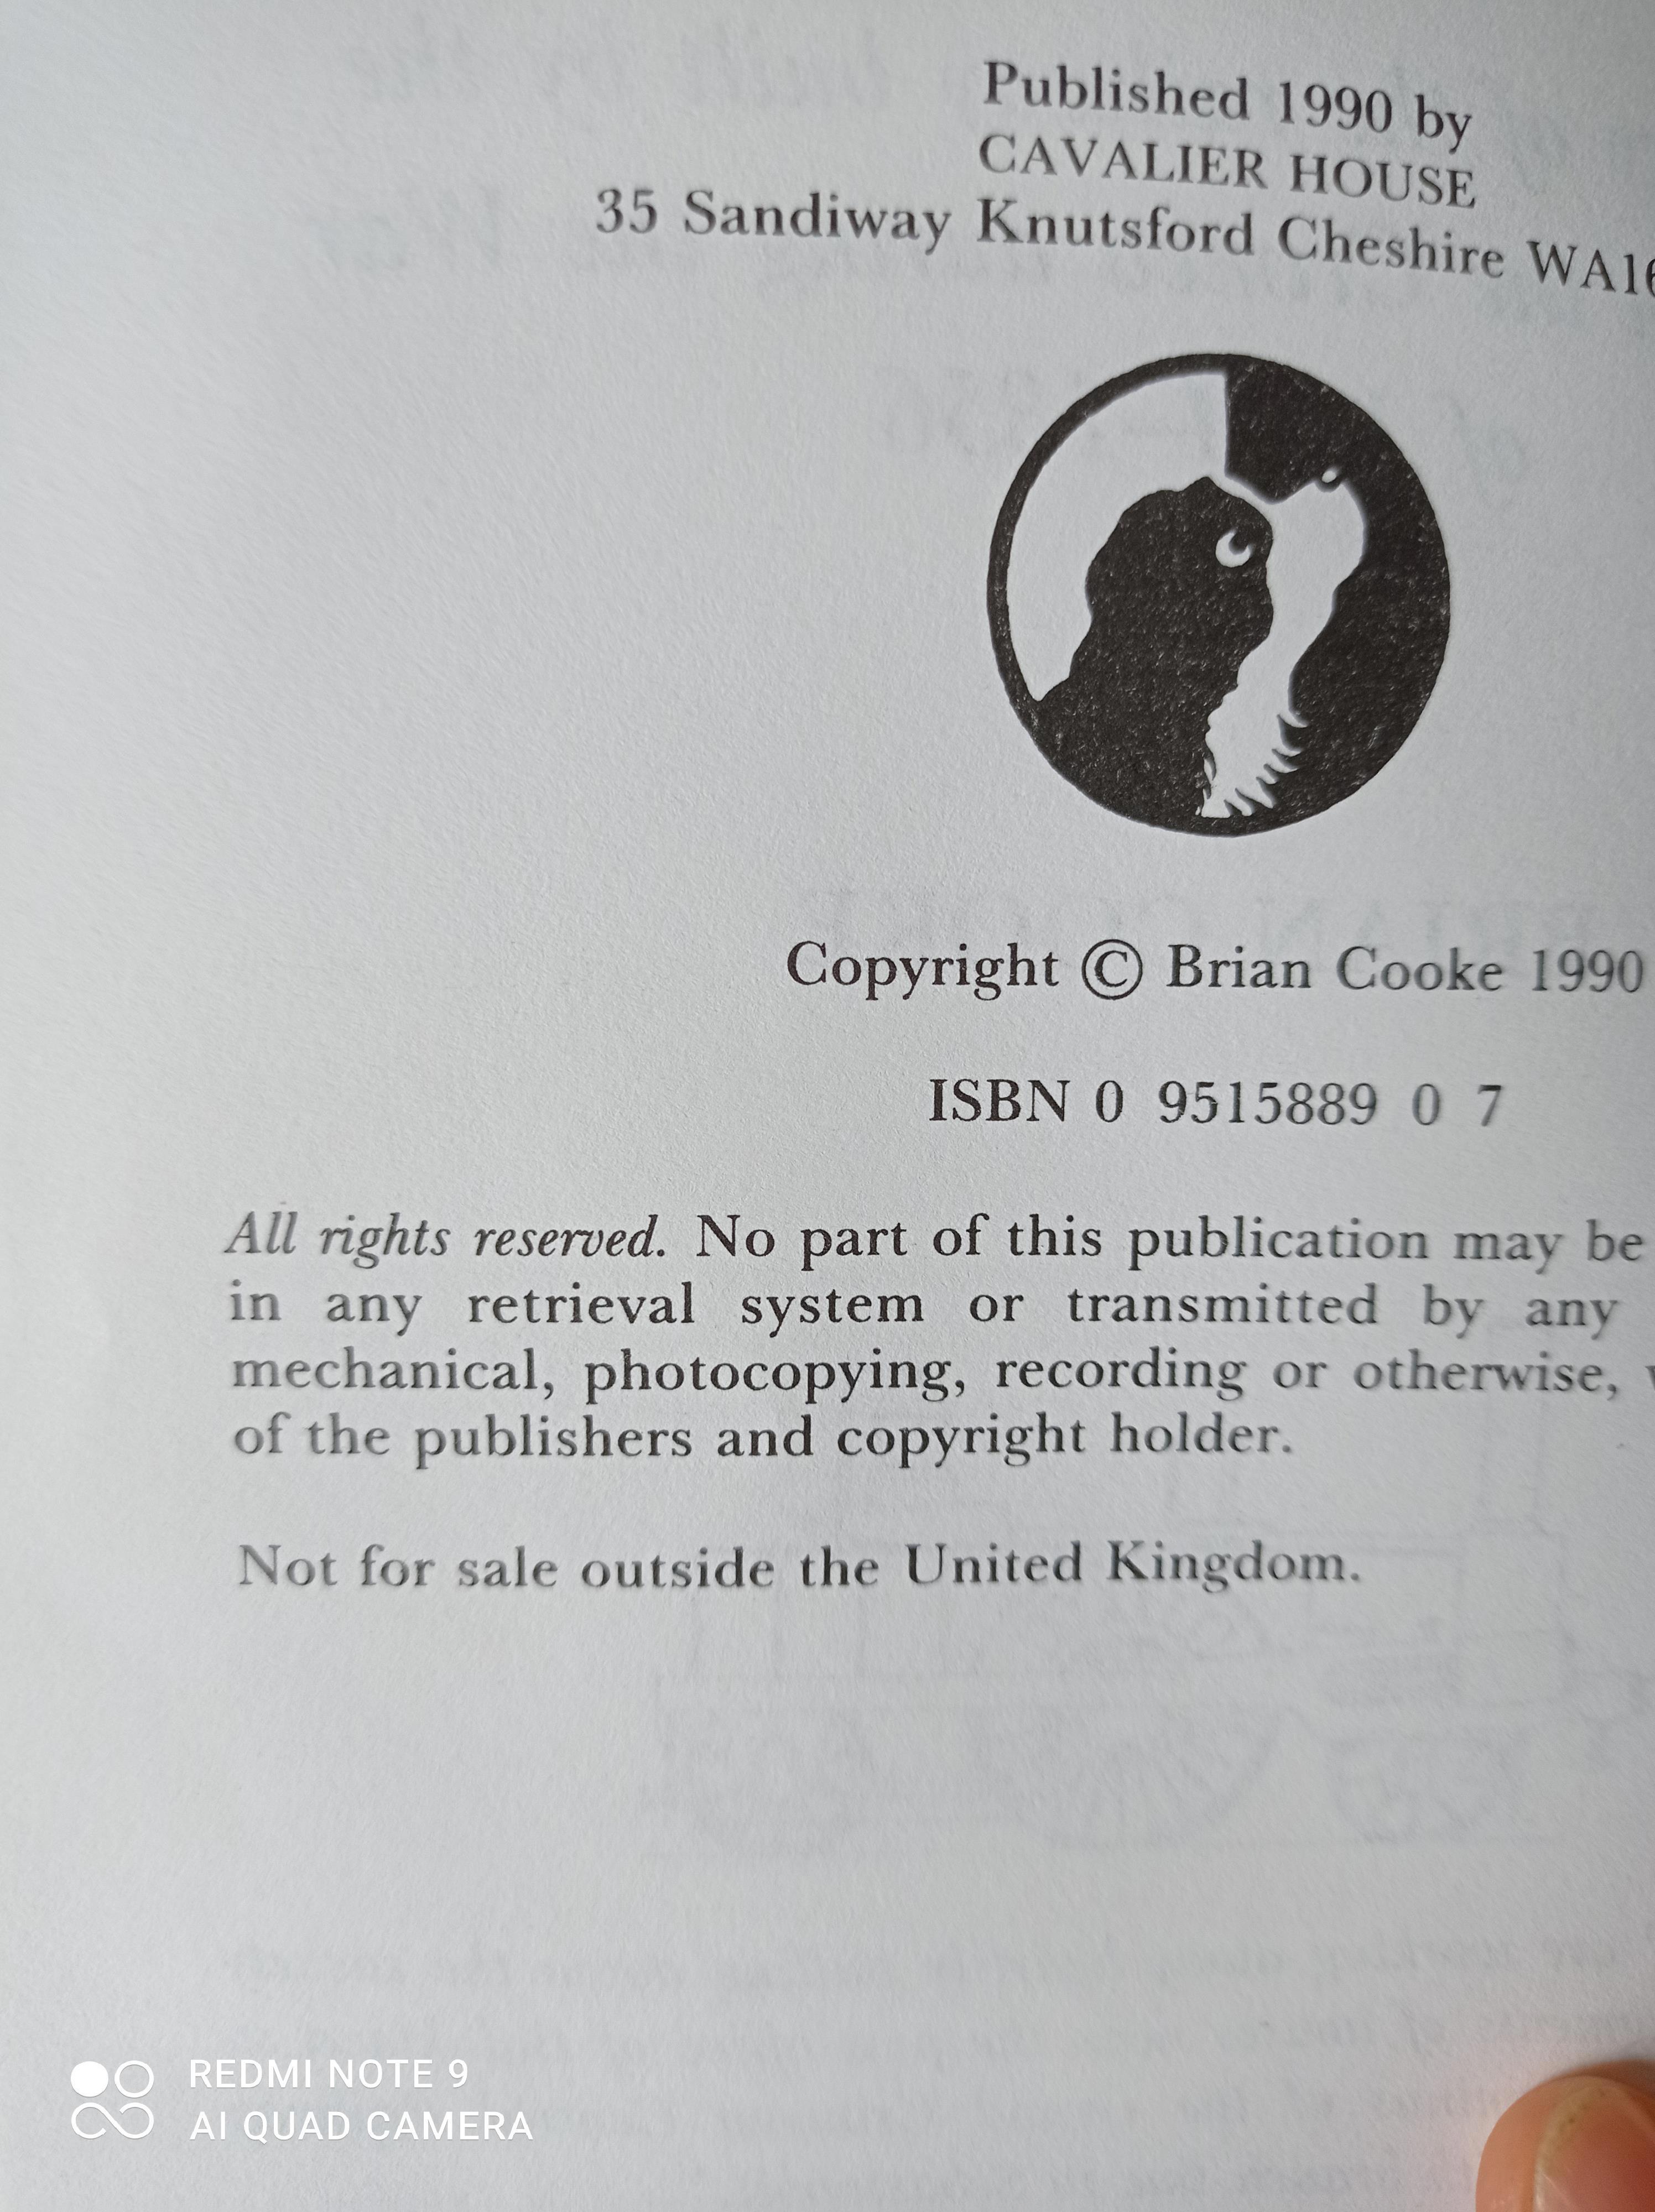 Published 1990 by
CAVALIER HOUSE
35 Sandiway Knutsford Cheshire WA16
Copyright © Brian Cooke 1990
ISBN 0 9515889 0 7
All rights reserved. No part of this publication may be
in any retrieval system or transmitted by any
mechanical, photocopying, recording or otherwise,
of the publishers and copyright holder.
Not for sale outside the United Kingdom.
REDMI NOTE 9
AI QUAD CAMERA